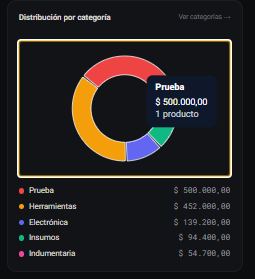 Distribución por categoría
Ver categorías →
Prueba
$ 500.000,00
1 producto
Prueba $ 500.000,00
Herramientas $ 452.000,00
Electrónica $ 139.200,00
Insumos $ 94.400,00
Indumentaria $ 54.700,00